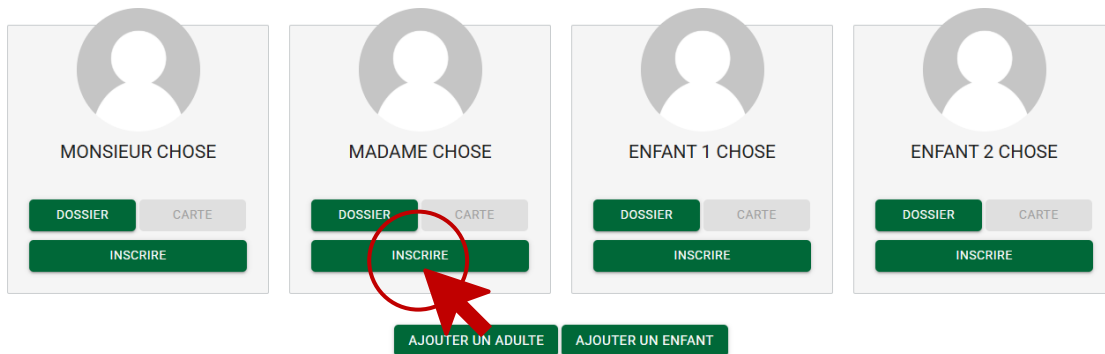 MONSIEUR CHOSE
DOSSIER CARTE
INSCRIRE
MADAME CHOSE
DOSSIER CARTE
INSCRIRE
ENFANT 1 CHOSE
DOSSIER CARTE
INSCRIRE
ENFANT 2 CHOSE
DOSSIER CARTE
INSCRIRE
AJOUTER UN ADULTE AJOUTER UN ENFANT